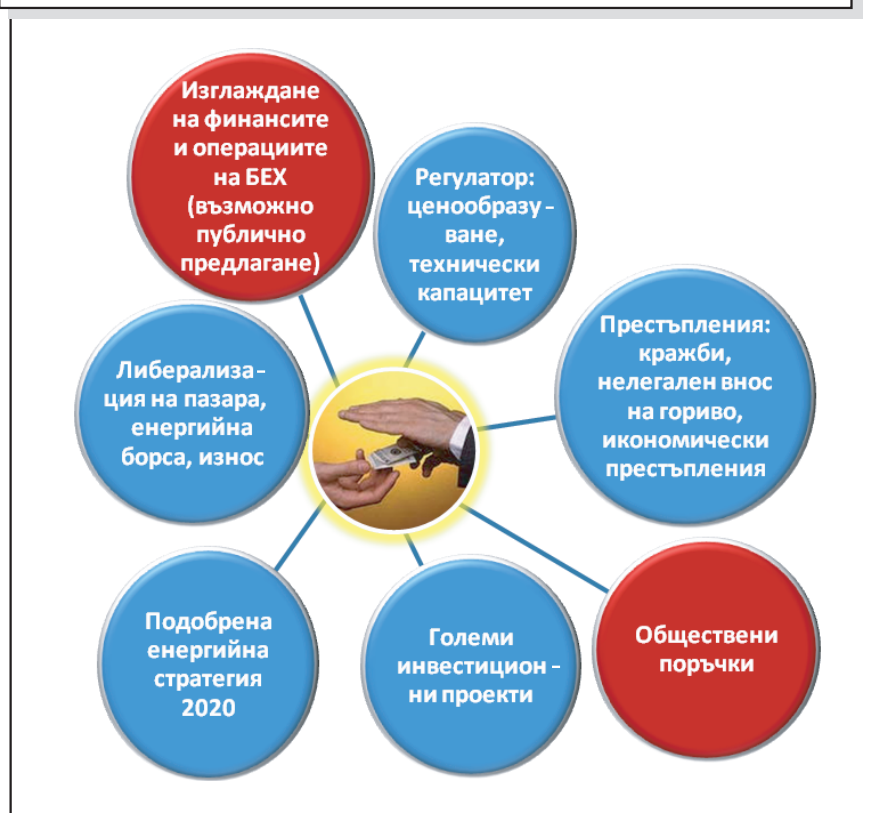 Изглаждане
на финансите
и операциите
на БЕХ
(възможно
публично
предлагане)
Регулатор:
ценообразу-
ване,
технически
капацитет
Престъпления:
кражби,
нелегален внос
на гориво,
икономически
престъпления
Либерализа-
ция на пазара,
енергийна
борса, износ
Подобрена
енергийна
стратегия
2020
Големи
инвестицион-
ни проекти
Обществени
поръчки